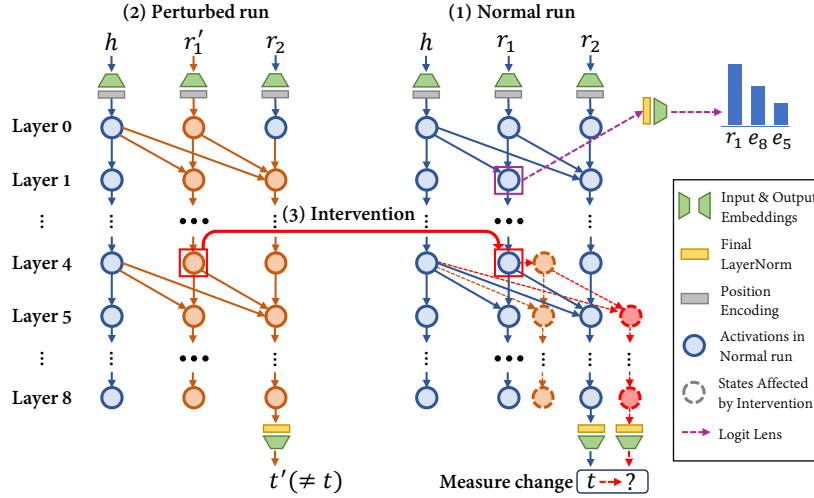 (2) Perturbed run
(1) Normal run
h r₁′ r₂
h r₁ r₂
Layer 0
r₁ e₈ e₅
Layer 1
(3) Intervention
Layer 4
Layer 5
Layer 8
t′(≠ t)
Measure change t ?
Input & Output
Embeddings
Final
LayerNorm
Position
Encoding
Activations in
Normal run
States Affected
by Intervention
Logit Lens